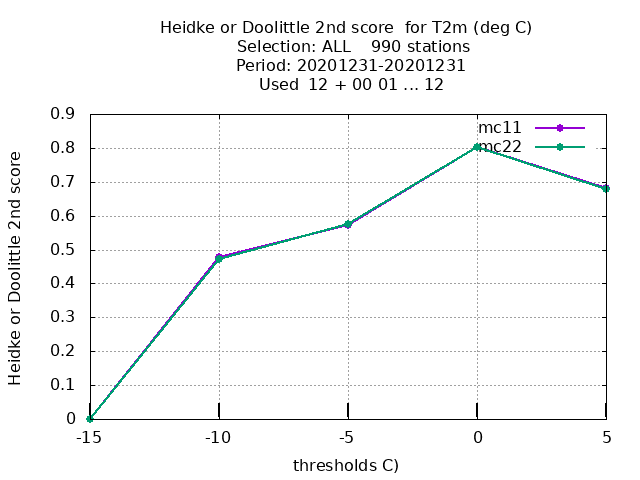 Heidke or Doolittle 2nd score  for T2m (deg C)
Selection: ALL    990 stations
Period: 20201231-20201231
Used  12 + 00 01 ... 12
mc11
mc22
Heidke or Doolittle 2nd score
0.9
0.8
0.7
0.6
0.5
0.4
0.3
0.2
0.1
0
-15 -10 -5 0 5
thresholds C)